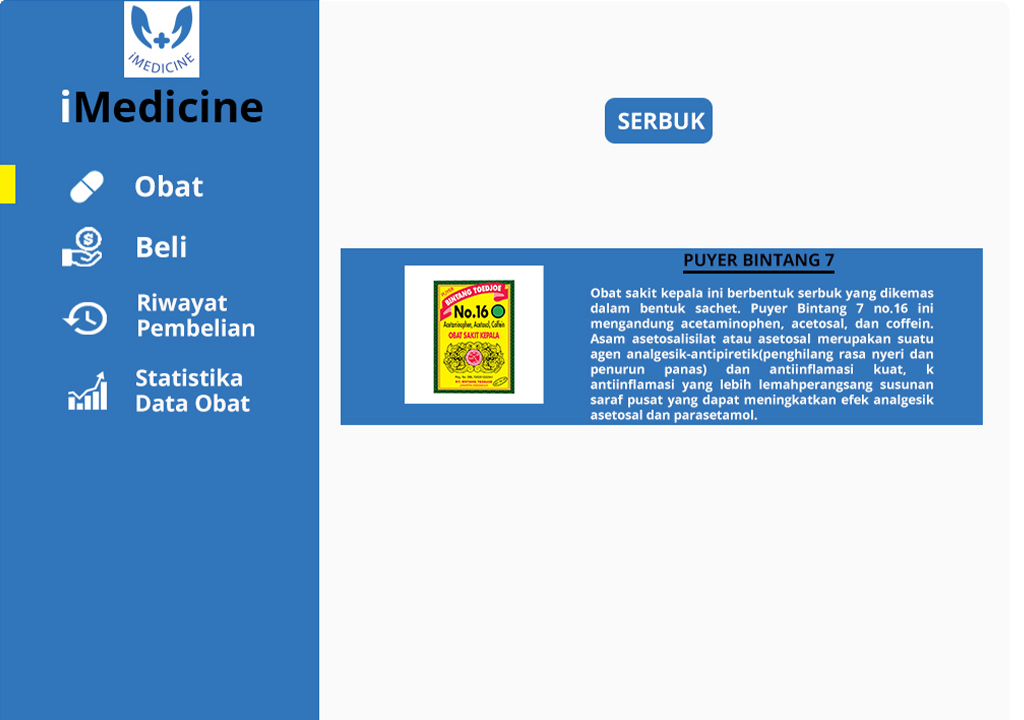 iMEDICINE
iMedicine
Obat
Beli
Riwayat
Pembelian
Statistika
Data Obat
SERBUK
PUYER BINTANG 7
Obat sakit kepala ini berbentuk serbuk yang dikemas
dalam bentuk sachet. Puyer Bintang 7 no.16 ini
mengandung acetaminophen, acetosal, dan coffein.
Asam asetosalisilat atau asetosal merupakan suatu
agen analgesik-antipiretik(penghilang rasa nyeri dan
penurun panas) dan antiinflamasi kuat, k
antiinflamasi yang lebih lemahperangsang susunan
saraf pusat yang dapat meningkatkan efek analgesik
asetosal dan parasetamol.
PUYER
BINTANG TOEDJOE
No.16
Acetaminophen, Acetosal, Coffein
OBAT SAKIT KEPALA